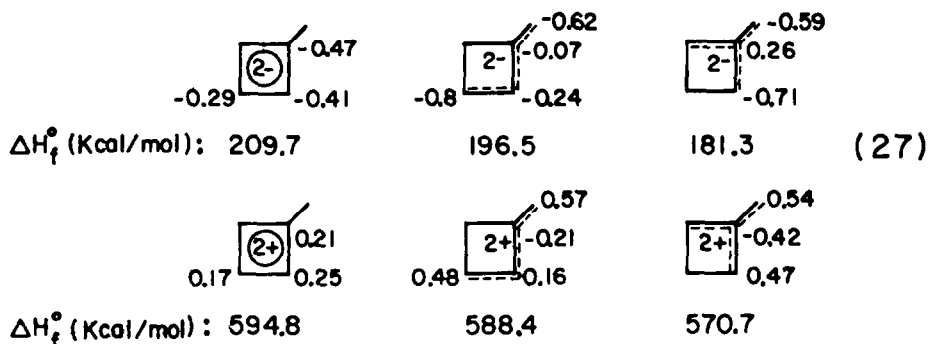 -0.62 -0.59
2- -0.47 2- -0.07 2- 0.26
-0.29 -0.41 -0.8 -0.24 -0.71
ΔH°f (Kcal/mol): 209.7 196.5 181.3 (27)
0.57 0.54
2+ 0.21 2+ -0.21 2+ -0.42
0.17 0.25 0.48 0.16 0.47
ΔH°f (Kcal/mol): 594.8 588.4 570.7